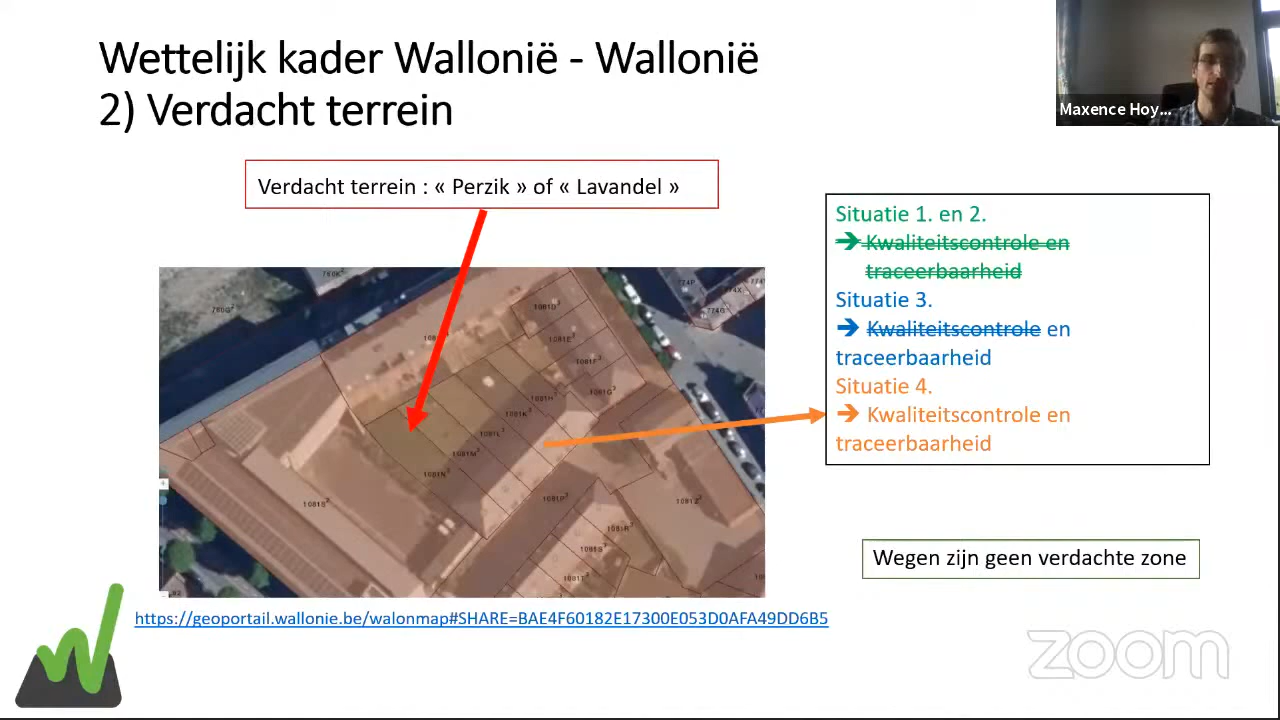 Wettelijk kader Wallonië - Wallonië
2) Verdacht terrein
Maxence Hoy...
Verdacht terrein : « Perzik » of « Lavandel »
Situatie 1. en 2.
➔ Kwaliteitscontrole en
traceerbaarheid
Situatie 3.
➔ Kwaliteitscontrole en
traceerbaarheid
Situatie 4.
➔ Kwaliteitscontrole en
traceerbaarheid
Wegen zijn geen verdachte zone
https://geoportail.wallonie.be/walonmap#SHARE=BAE4F60182E17300E053D0AFA49DD6B5
zoom